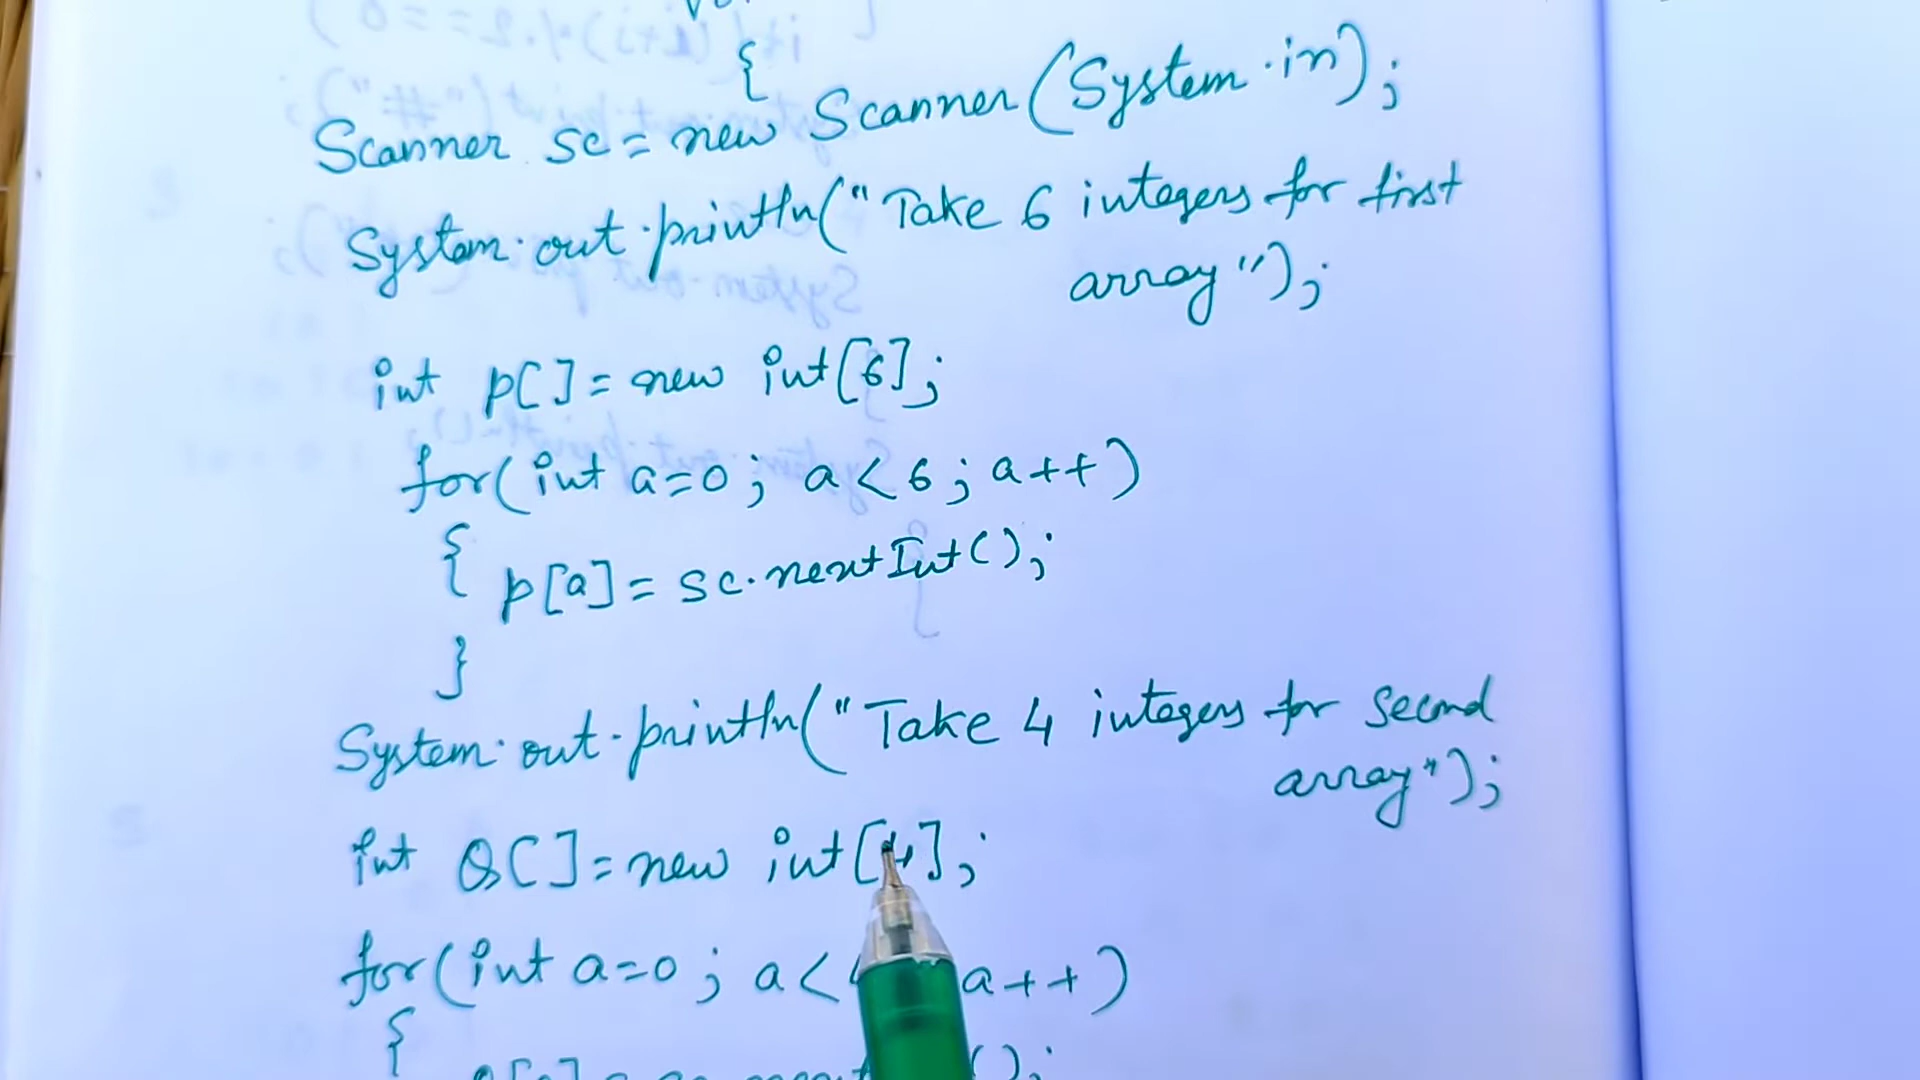 {
Scanner sc = new Scanner(System.in);
System.out.println("Take 6 integers for first
array");
int p[] = new int[6];
for(int a=0; a<6; a++)
{ p[a] = sc.nextInt();
}
System.out.println("Take 4 integers for second
array");
int Q[] = new int[4];
for(int a=0; a< a++)
{
();